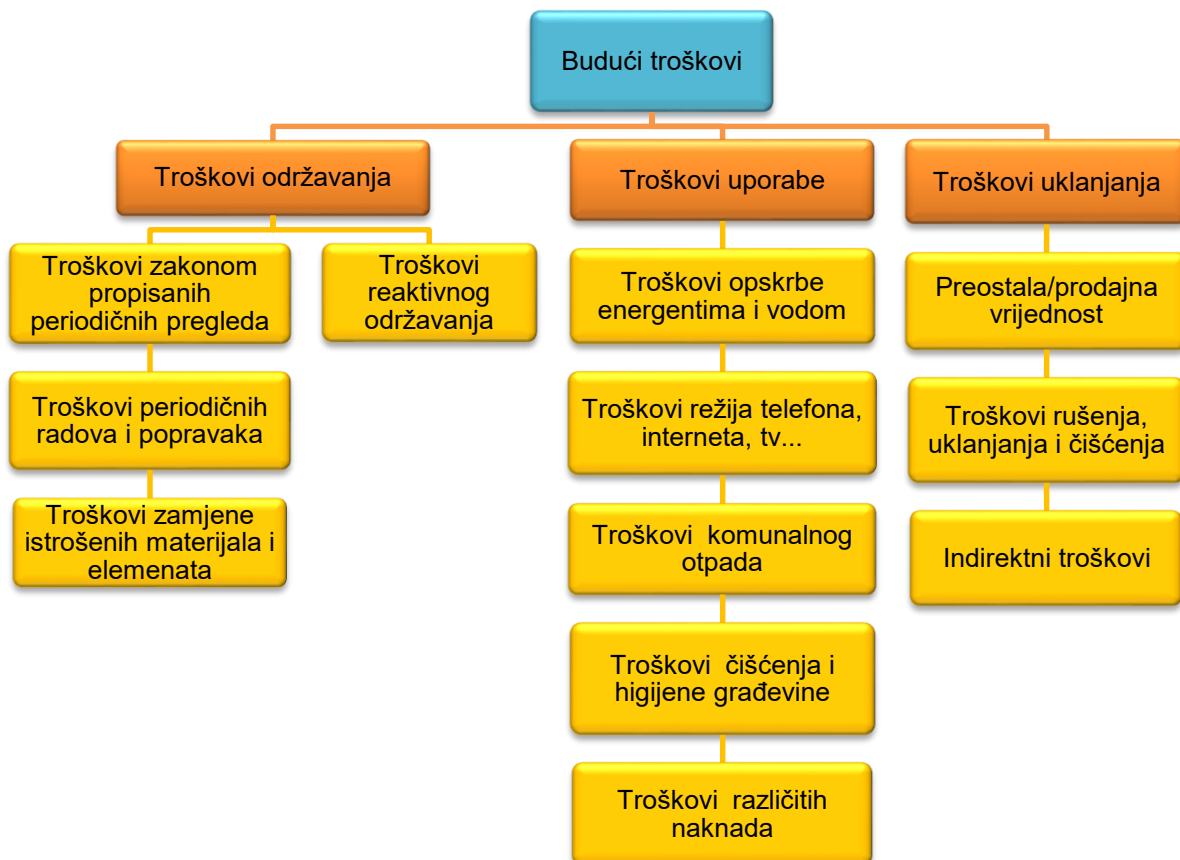 Budući troškovi
Troškovi održavanja
Troškovi zakonom
propisanih
periodičnih pregleda
Troškovi periodičnih
radova i popravaka
Troškovi zamjene
istrošenih materijala i
elemenata
Troškovi
reaktivnog
održavanja
Troškovi uporabe
Troškovi opskrbe
energentima i vodom
Troškovi režija telefona,
interneta, tv...
Troškovi komunalnog
otpada
Troškovi čišćenja i
higijene građevine
Troškovi različitih
naknada
Troškovi uklanjanja
Preostala/prodajna
vrijednost
Troškovi rušenja,
uklanjanja i čišćenja
Indirektni troškovi